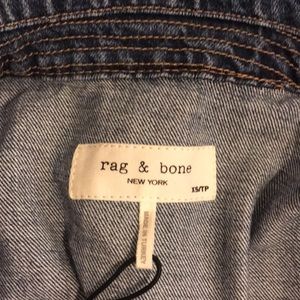 rag & bone
NEW YORK
XS/TP
MADE IN TURKEY